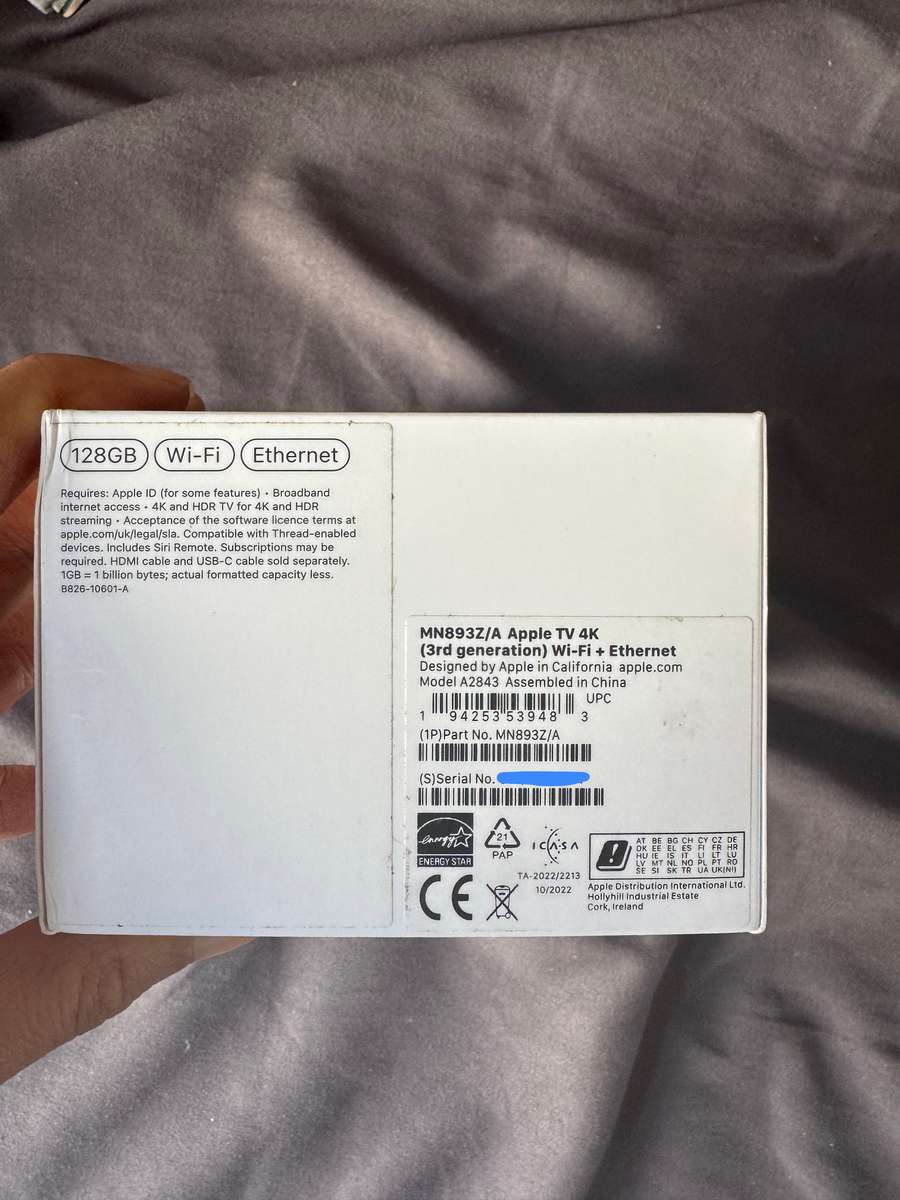 128GB Wi-Fi Ethernet
Requires: Apple ID (for some features) • Broadband
internet access • 4K and HDR TV for 4K and HDR
streaming • Acceptance of the software licence terms at
apple.com/uk/legal/sla. Compatible with Thread-enabled
devices. Includes Siri Remote. Subscriptions may be
required. HDMI cable and USB-C cable sold separately.
1GB = 1 billion bytes; actual formatted capacity less.
B826-10601-A
MN893Z/A Apple TV 4K
(3rd generation) Wi-Fi + Ethernet
Designed by Apple in California apple.com
Model A2843 Assembled in China
UPC
1 94253 53948 3
(1P)Part No. MN893Z/A
(S)Serial No.
energy
ENERGY STAR
21
PAP
ICASA
TA-2022/2213
10/2022
CE
AT BE BG CH CY CZ DE
DK EE EL ES FI FR HR
HU IE IS IT LI LT LU
LV MT NL NO PL PT RO
SE SI SK TR UA UK(NI)
Apple Distribution International Ltd.
Hollyhill Industrial Estate
Cork, Ireland